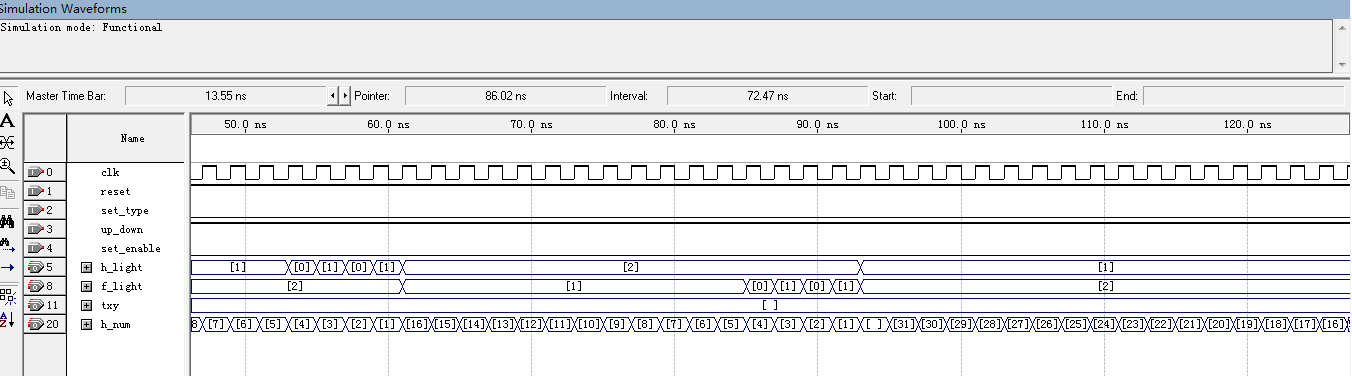 Simulation Waveforms
Simulation mode: Functional
Master Time Bar: 13.55 ns Pointer: 86.02 ns Interval: 72.47 ns Start: End:
Name 50.0 ns 60.0 ns 70.0 ns 80.0 ns 90.0 ns 100.0 ns 110.0 ns 120.0 ns
0 clk
1 reset
2 set_type
3 up_down
4 set_enable
5 h_light [1] [0] [1] [0] [1] [2] [1]
8 f_light [2] [1] [0] [1] [0] [1] [2]
11 txy [ ]
20 h_num 8 [7] [6] [5] [4] [3] [2] [1] [16] [15] [14] [13] [12] [11] [10] [9] [8] [7] [6] [5] [4] [3] [2] [1] [ ] [31] [30] [29] [28] [27] [26] [25] [24] [23] [22] [21] [20] [19] [18] [17] [16]